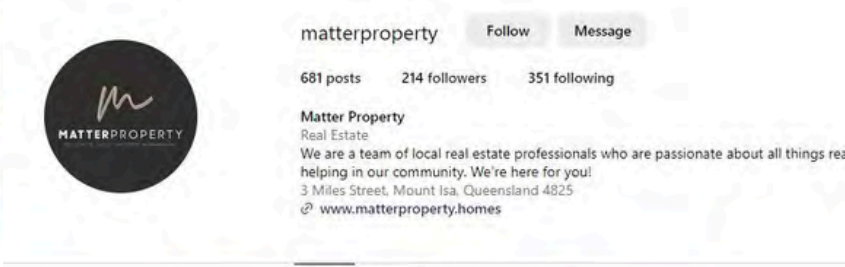 matterproperty Follow Message
681 posts 214 followers 351 following
m
MATTERPROPERTY
Matter Property
Real Estate
We are a team of local real estate professionals who are passionate about all things rea
helping in our community. We're here for you!
3 Miles Street, Mount Isa, Queensland 4825
www.matterproperty.homes